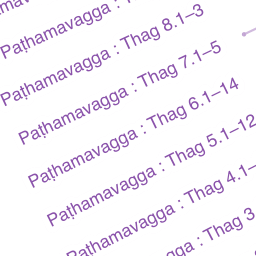 Paṭhamavagga :
Paṭhamavagga : Thag 8.1–3
Paṭhamavagga : Thag 7.1–5
Paṭhamavagga : Thag 6.1–14
Paṭhamavagga : Thag 5.1–12
Paṭhamavagga : Thag 4.1–
: Thag 3